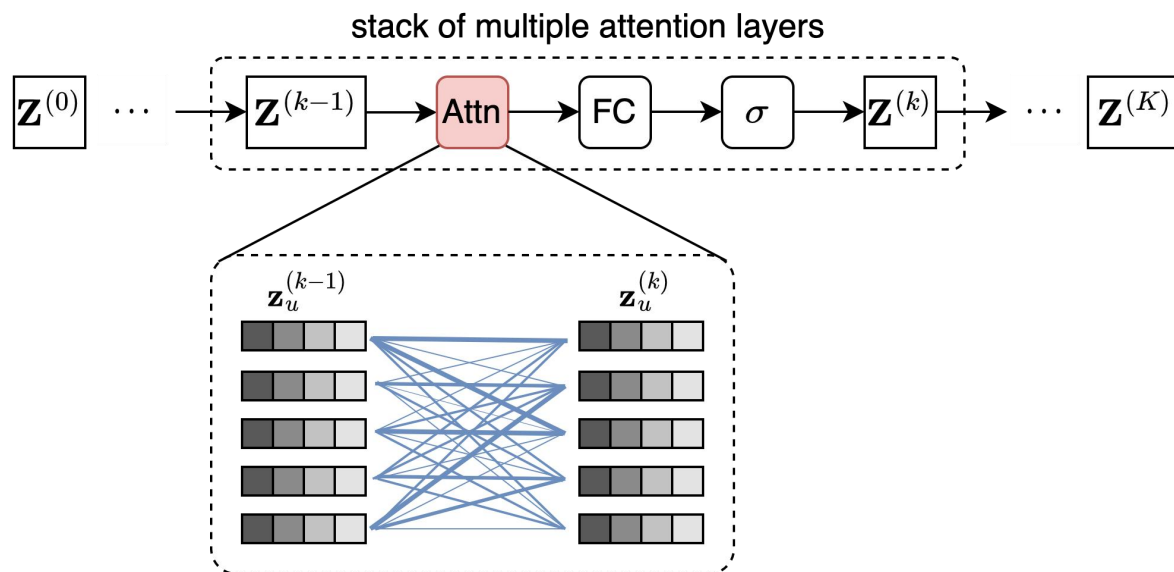 stack of multiple attention layers
Z^{(0)} ··· Z^{(k−1)} Attn FC σ Z^{(k)} ··· Z^{(K)}
z_u^{(k−1)} z_u^{(k)}